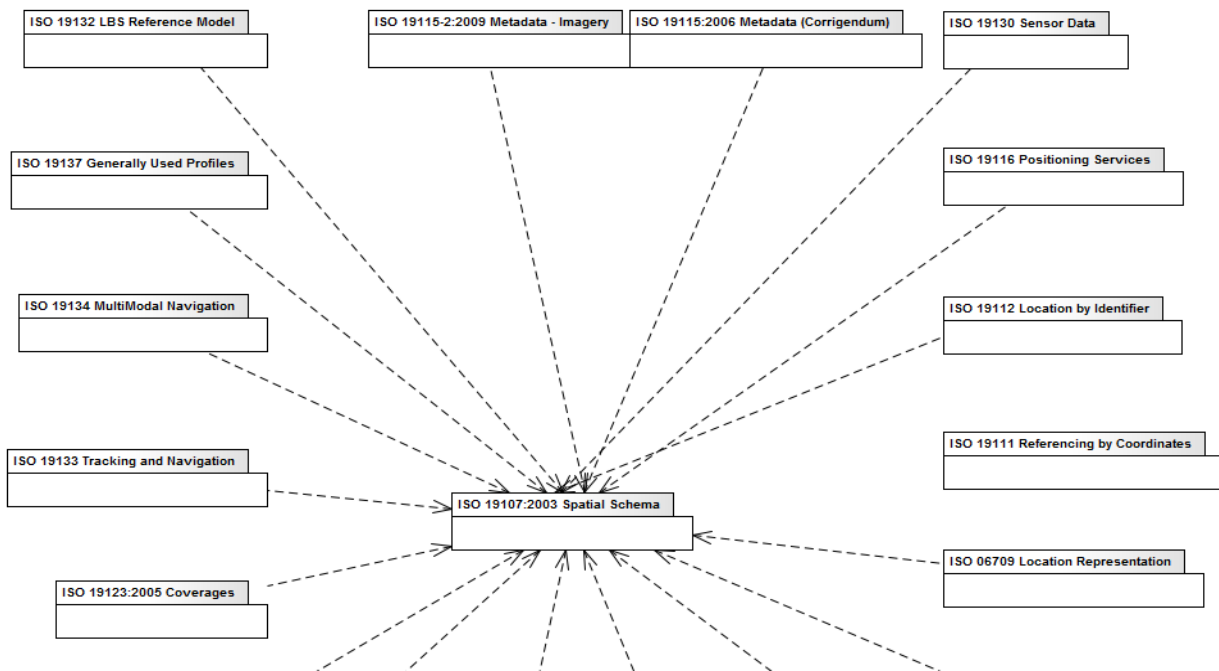 ISO 19132 LBS Reference Model
ISO 19115-2:2009 Metadata - Imagery
ISO 19115:2006 Metadata (Corrigendum)
ISO 19130 Sensor Data
ISO 19137 Generally Used Profiles
ISO 19116 Positioning Services
ISO 19134 MultiModal Navigation
ISO 19112 Location by Identifier
ISO 19133 Tracking and Navigation
ISO 19111 Referencing by Coordinates
ISO 19107:2003 Spatial Schema
ISO 06709 Location Representation
ISO 19123:2005 Coverages